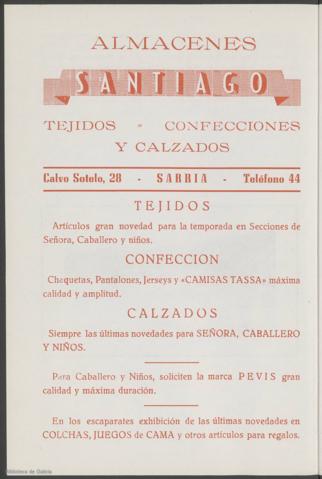 ALMACENES
SANTIAGO
TEJIDOS - CONFECCIONES
Y CALZADOS
Calvo Sotelo, 28 - SARRIA - Teléfono 44
TEJIDOS
Artículos gran novedad para la temporada en Secciones de
Señora, Caballero y niños.
CONFECCION
Chaquetas, Pantalones, Jerseys y «CAMISAS TASSA» máxima
calidad y amplitud.
CALZADOS
Siempre las últimas novedades para SEÑORA, CABALLERO
Y NIÑOS.
Para Caballero y Niños, soliciten la marca PEVIS gran
calidad y máxima duración.
En los escaparates exhibición de las últimas novedades en
COLCHAS, JUEGOS de CAMA y otros artículos para regalos.
Biblioteca de Galicia